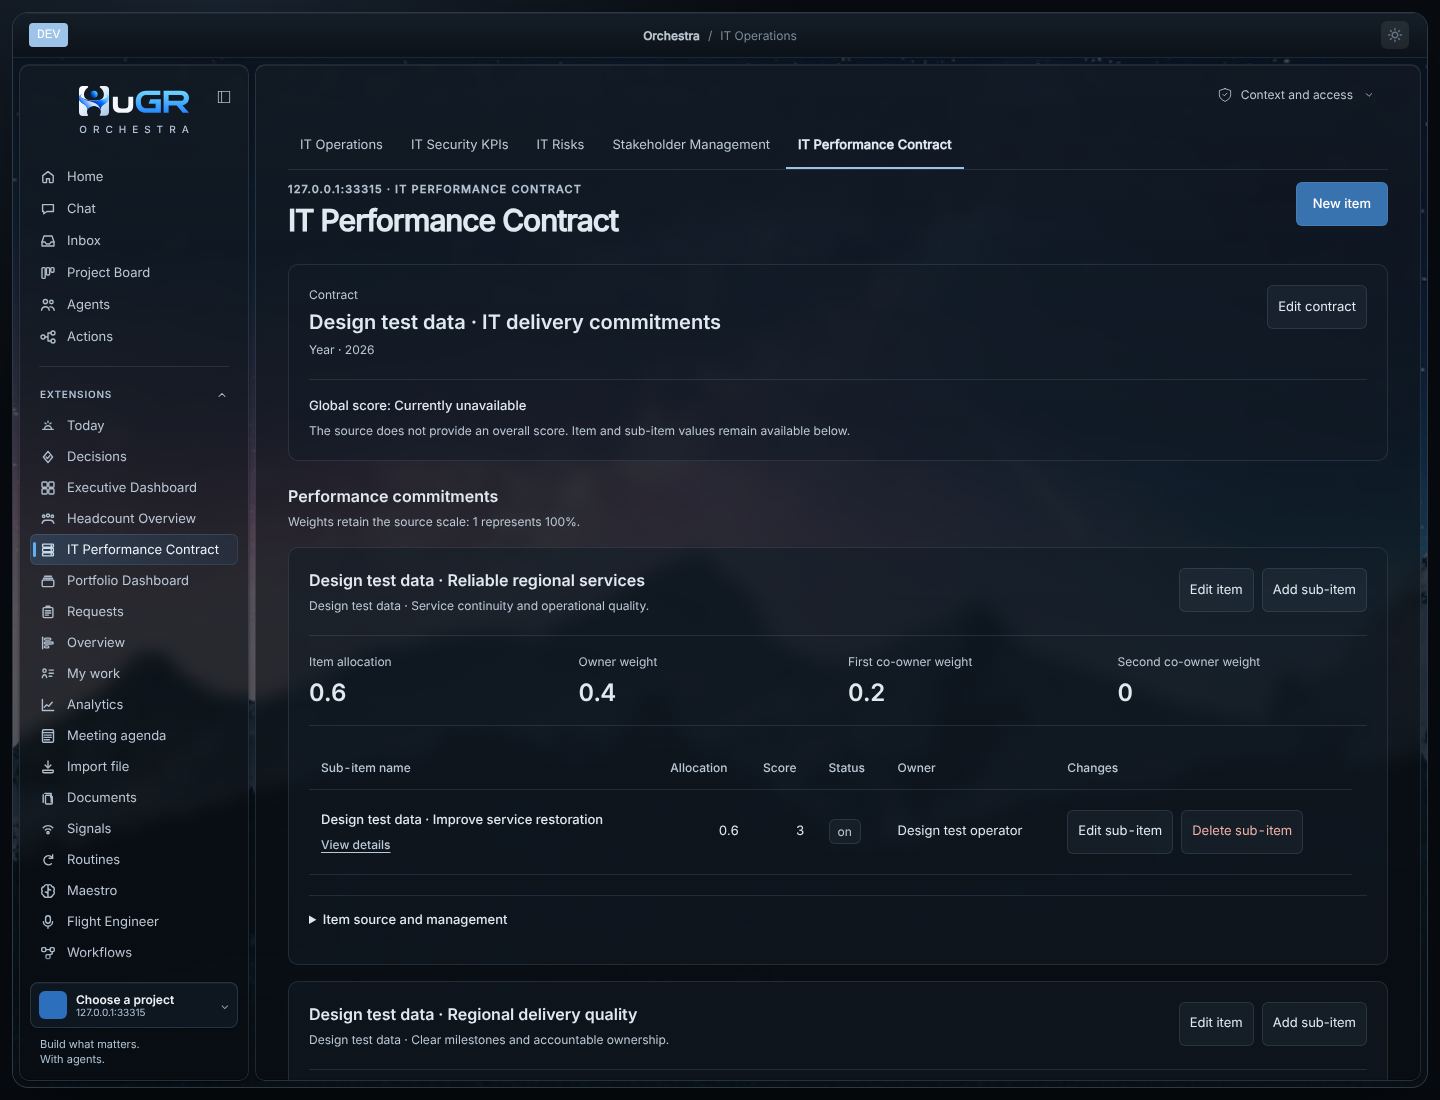 DEV
Orchestra / IT Operations
HuGR
ORCHESTRA
Home
Chat
Inbox
Project Board
Agents
Actions
EXTENSIONS
Today
Decisions
Executive Dashboard
Headcount Overview
IT Performance Contract
Portfolio Dashboard
Requests
Overview
My work
Analytics
Meeting agenda
Import file
Documents
Signals
Routines
Maestro
Flight Engineer
Workflows
Choose a project
127.0.0.1:33315
Build what matters.
With agents.
Context and access
IT Operations IT Security KPIs IT Risks Stakeholder Management IT Performance Contract
127.0.0.1:33315 · IT PERFORMANCE CONTRACT
IT Performance Contract
New item
Contract
Design test data · IT delivery commitments
Year · 2026
Edit contract
Global score: Currently unavailable
The source does not provide an overall score. Item and sub-item values remain available below.
Performance commitments
Weights retain the source scale: 1 represents 100%.
Design test data · Reliable regional services
Design test data · Service continuity and operational quality.
Edit item Add sub-item
Item allocation Owner weight First co-owner weight Second co-owner weight
0.6 0.4 0.2 0
Sub-item name Allocation Score Status Owner Changes
Design test data · Improve service restoration 0.6 3 on Design test operator Edit sub-item Delete sub-item
View details
Item source and management
Design test data · Regional delivery quality
Design test data · Clear milestones and accountable ownership.
Edit item Add sub-item